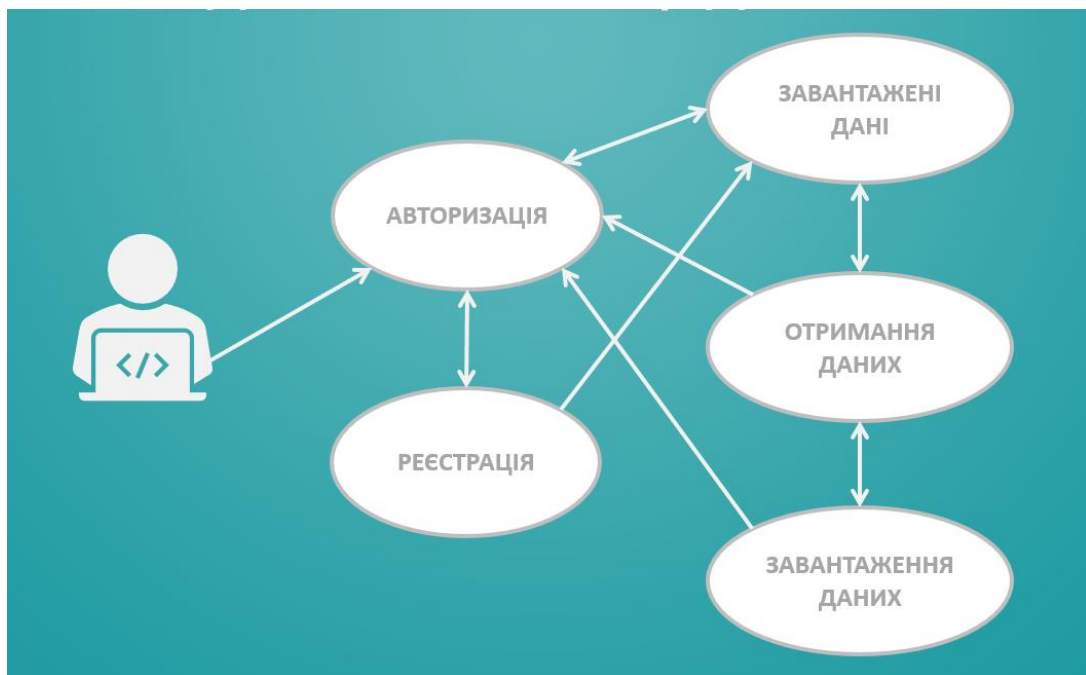 ЗАВАНТАЖЕНІ
ДАНІ
АВТОРИЗАЦІЯ
</>
ОТРИМАННЯ
ДАНИХ
РЕЄСТРАЦІЯ
ЗАВАНТАЖЕННЯ
ДАНИХ